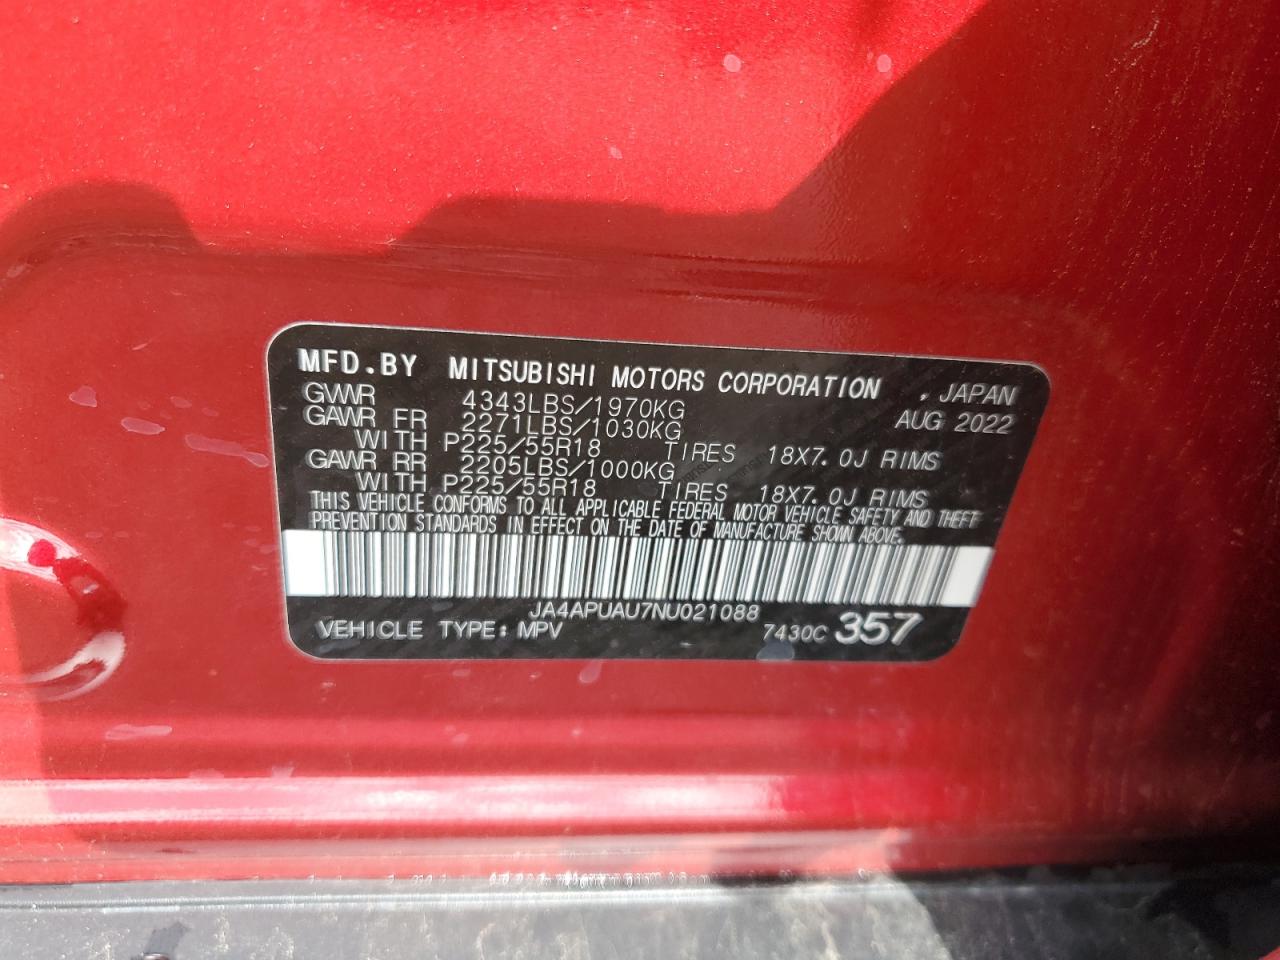 MFD.BY MITSUBISHI MOTORS CORPORATION , JAPAN
GVWR 4343LBS/1970KG AUG 2022
GAWR FR 2271LBS/1030KG
WITH P225/55R18 TIRES 18X7.0J RIMS
GAWR RR 2205LBS/1000KG
WITH P225/55R18 TIRES 18X7.0J RIMS
THIS VEHICLE CONFORMS TO ALL APPLICABLE FEDERAL MOTOR VEHICLE SAFETY AND THEFT
PREVENTION STANDARDS IN EFFECT ON THE DATE OF MANUFACTURE SHOWN ABOVE.
JA4APUAU7NU021088
VEHICLE TYPE: MPV 7430C 357